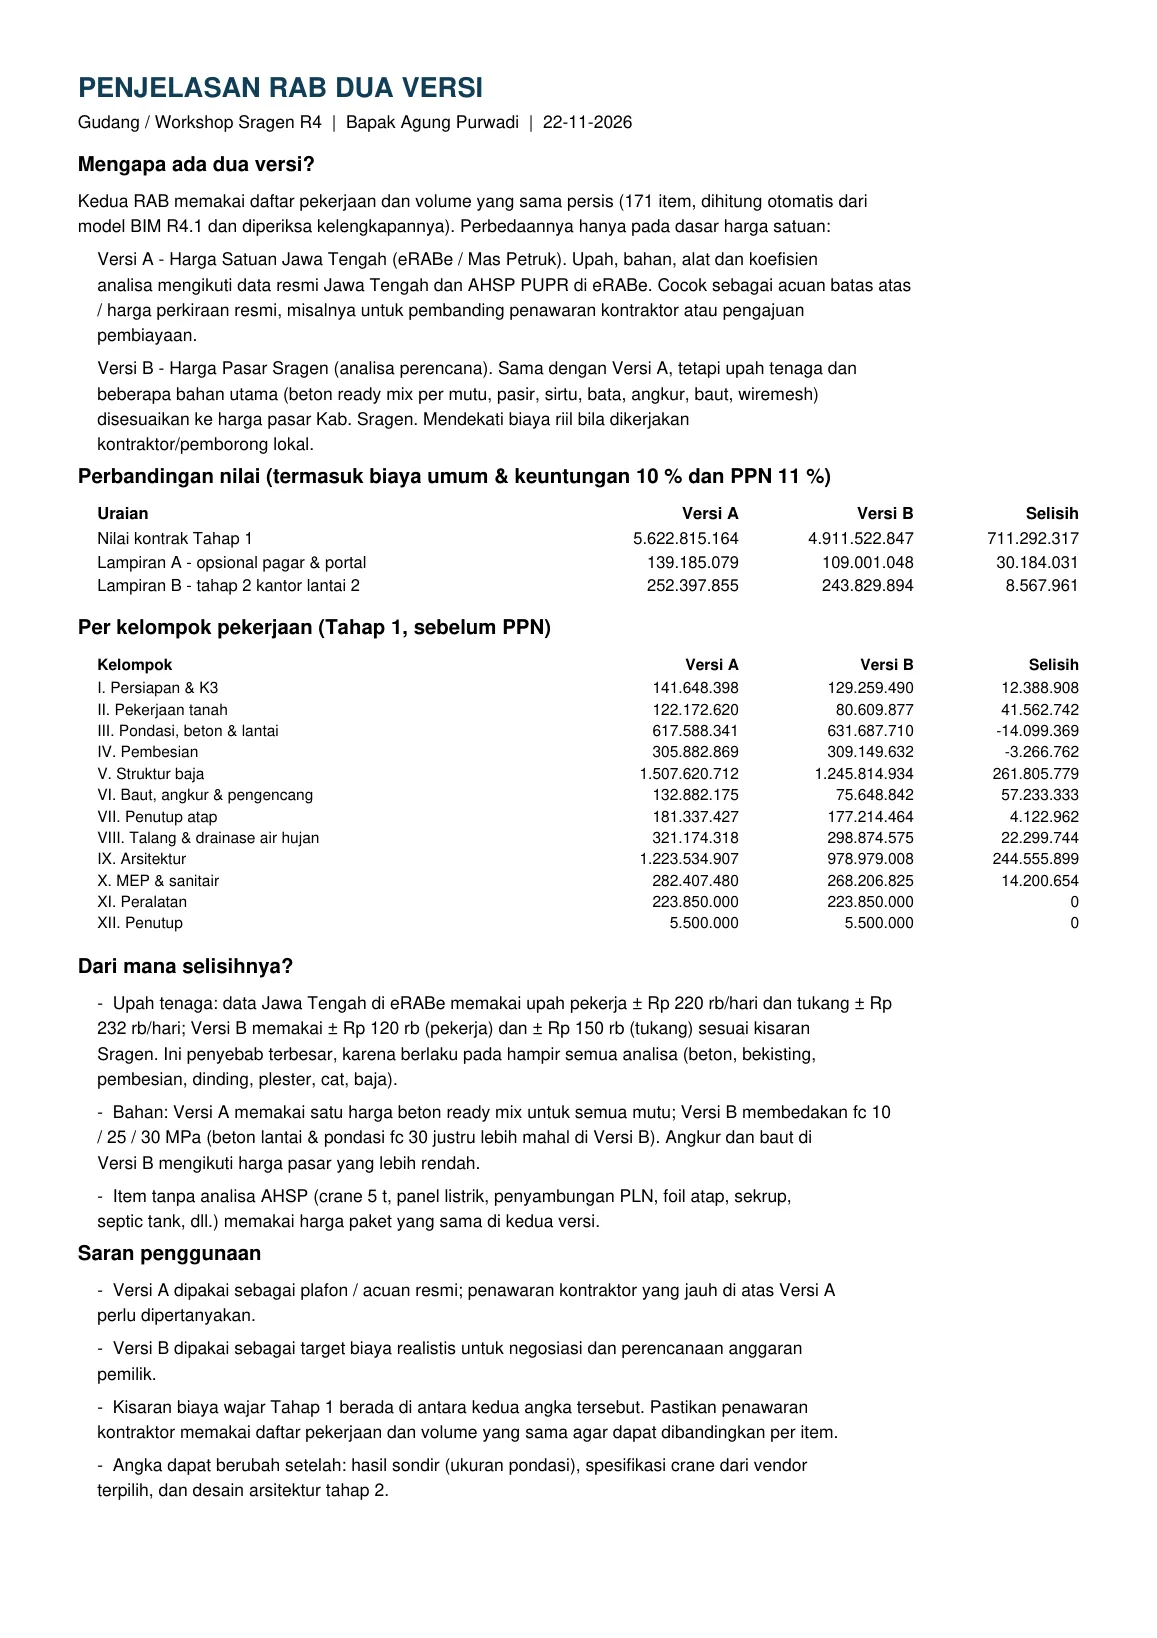 PENJELASAN RAB DUA VERSI
Gudang / Workshop Sragen R4 | Bapak Agung Purwadi | 22-11-2026
Mengapa ada dua versi?
Kedua RAB memakai daftar pekerjaan dan volume yang sama persis (171 item, dihitung otomatis dari
model BIM R4.1 dan diperiksa kelengkapannya). Perbedaannya hanya pada dasar harga satuan:
Versi A - Harga Satuan Jawa Tengah (eRABe / Mas Petruk). Upah, bahan, alat dan koefisien
analisa mengikuti data resmi Jawa Tengah dan AHSP PUPR di eRABe. Cocok sebagai acuan batas atas
/ harga perkiraan resmi, misalnya untuk pembanding penawaran kontraktor atau pengajuan
pembiayaan.
Versi B - Harga Pasar Sragen (analisa perencana). Sama dengan Versi A, tetapi upah tenaga dan
beberapa bahan utama (beton ready mix per mutu, pasir, sirtu, bata, angkur, baut, wiremesh)
disesuaikan ke harga pasar Kab. Sragen. Mendekati biaya riil bila dikerjakan
kontraktor/pemborong lokal.
Perbandingan nilai (termasuk biaya umum & keuntungan 10 % dan PPN 11 %)
Uraian Versi A Versi B Selisih
Nilai kontrak Tahap 1 5.622.815.164 4.911.522.847 711.292.317
Lampiran A - opsional pagar & portal 139.185.079 109.001.048 30.184.031
Lampiran B - tahap 2 kantor lantai 2 252.397.855 243.829.894 8.567.961
Per kelompok pekerjaan (Tahap 1, sebelum PPN)
Kelompok Versi A Versi B Selisih
I. Persiapan & K3 141.648.398 129.259.490 12.388.908
II. Pekerjaan tanah 122.172.620 80.609.877 41.562.742
III. Pondasi, beton & lantai 617.588.341 631.687.710 -14.099.369
IV. Pembesian 305.882.869 309.149.632 -3.266.762
V. Struktur baja 1.507.620.712 1.245.814.934 261.805.779
VI. Baut, angkur & pengencang 132.882.175 75.648.842 57.233.333
VII. Penutup atap 181.337.427 177.214.464 4.122.962
VIII. Talang & drainase air hujan 321.174.318 298.874.575 22.299.744
IX. Arsitektur 1.223.534.907 978.979.008 244.555.899
X. MEP & sanitair 282.407.480 268.206.825 14.200.654
XI. Peralatan 223.850.000 223.850.000 0
XII. Penutup 5.500.000 5.500.000 0
Dari mana selisihnya?
- Upah tenaga: data Jawa Tengah di eRABe memakai upah pekerja ± Rp 220 rb/hari dan tukang ± Rp
232 rb/hari; Versi B memakai ± Rp 120 rb (pekerja) dan ± Rp 150 rb (tukang) sesuai kisaran
Sragen. Ini penyebab terbesar, karena berlaku pada hampir semua analisa (beton, bekisting,
pembesian, dinding, plester, cat, baja).
- Bahan: Versi A memakai satu harga beton ready mix untuk semua mutu; Versi B membedakan fc 10
/ 25 / 30 MPa (beton lantai & pondasi fc 30 justru lebih mahal di Versi B). Angkur dan baut di
Versi B mengikuti harga pasar yang lebih rendah.
- Item tanpa analisa AHSP (crane 5 t, panel listrik, penyambungan PLN, foil atap, sekrup,
septic tank, dll.) memakai harga paket yang sama di kedua versi.
Saran penggunaan
- Versi A dipakai sebagai plafon / acuan resmi; penawaran kontraktor yang jauh di atas Versi A
perlu dipertanyakan.
- Versi B dipakai sebagai target biaya realistis untuk negosiasi dan perencanaan anggaran
pemilik.
- Kisaran biaya wajar Tahap 1 berada di antara kedua angka tersebut. Pastikan penawaran
kontraktor memakai daftar pekerjaan dan volume yang sama agar dapat dibandingkan per item.
- Angka dapat berubah setelah: hasil sondir (ukuran pondasi), spesifikasi crane dari vendor
terpilih, dan desain arsitektur tahap 2.